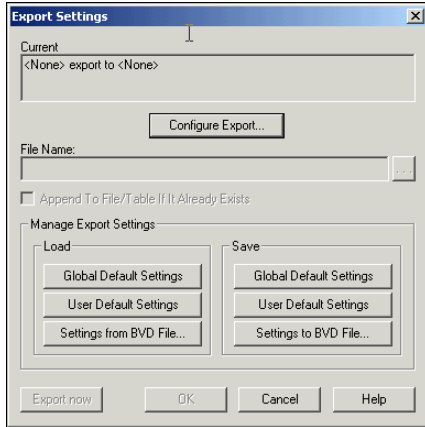 Export Settings
Current
<None> export to <None>
Configure Export...
File Name:
...
Append To File/Table If It Already Exists
Manage Export Settings
Load
Save
Global Default Settings
Global Default Settings
User Default Settings
User Default Settings
Settings from BVD File...
Settings to BVD File...
Export now
OK
Cancel
Help